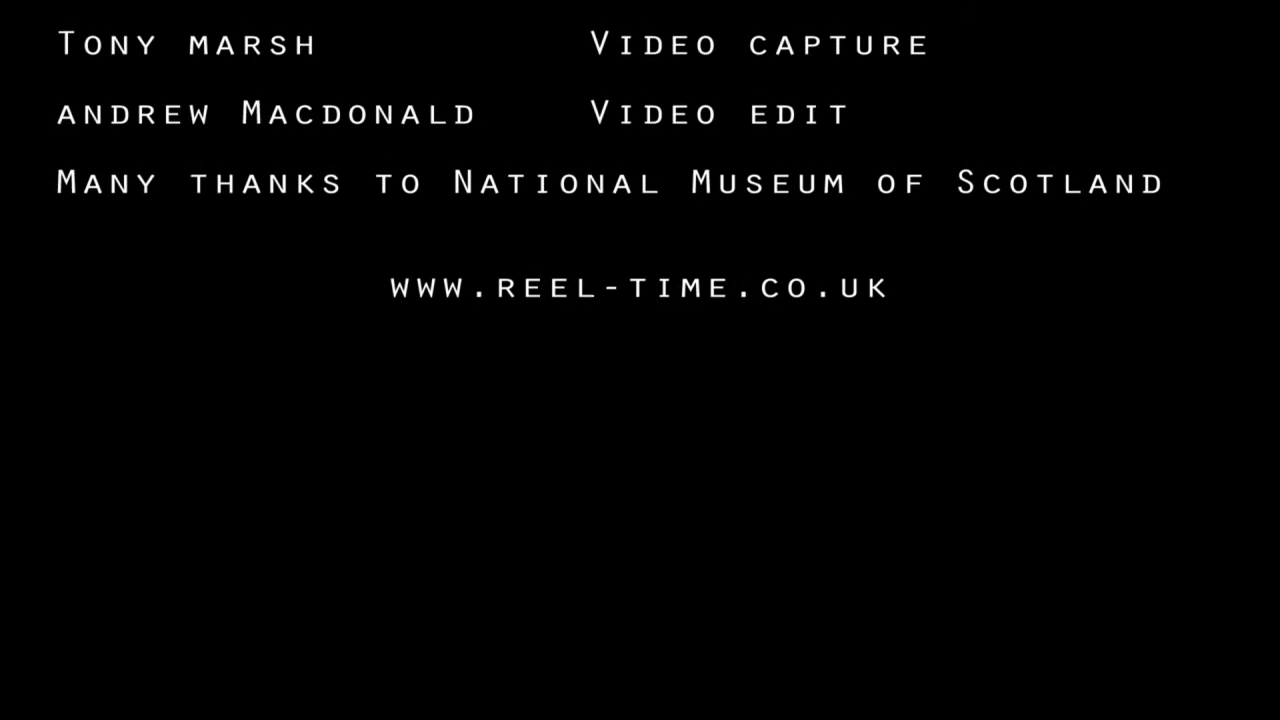 Tony marsh Video capture
andrew Macdonald Video edit
Many thanks to National Museum of Scotland
www.reel-time.co.uk